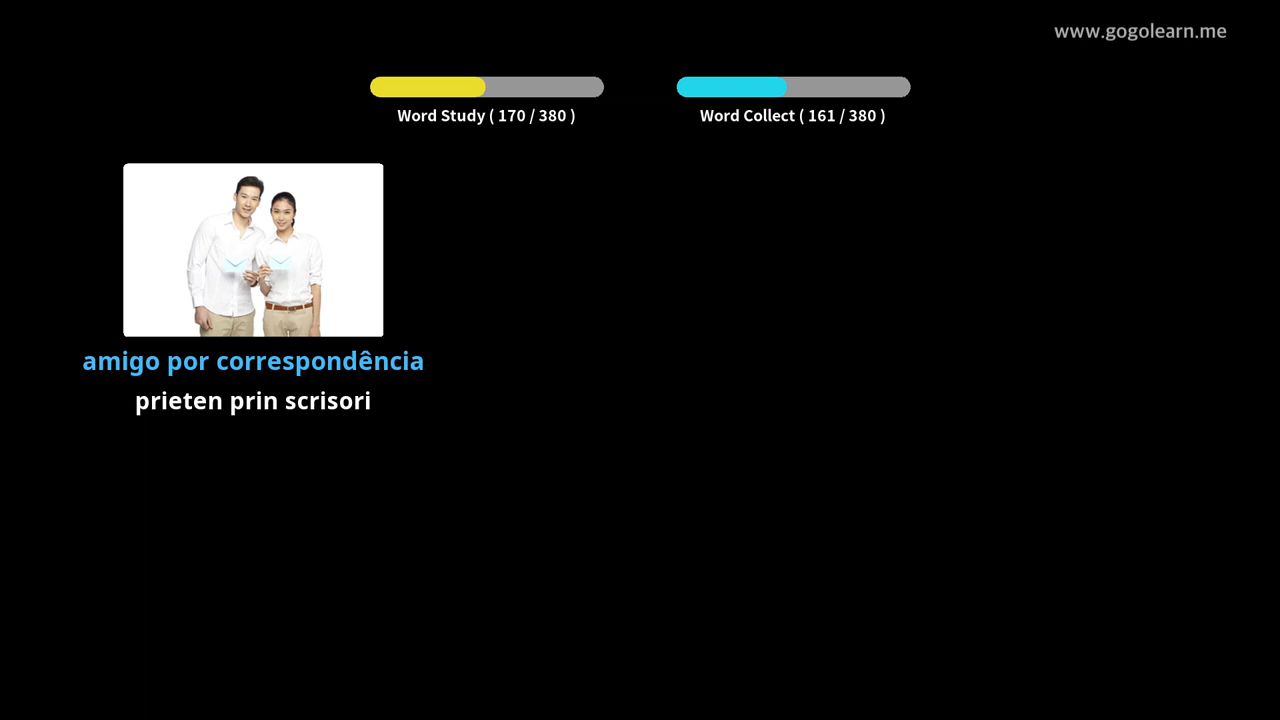 www.gogolearn.me
Word Study ( 170 / 380 )
Word Collect ( 161 / 380 )
amigo por correspondência
prieten prin scrisori